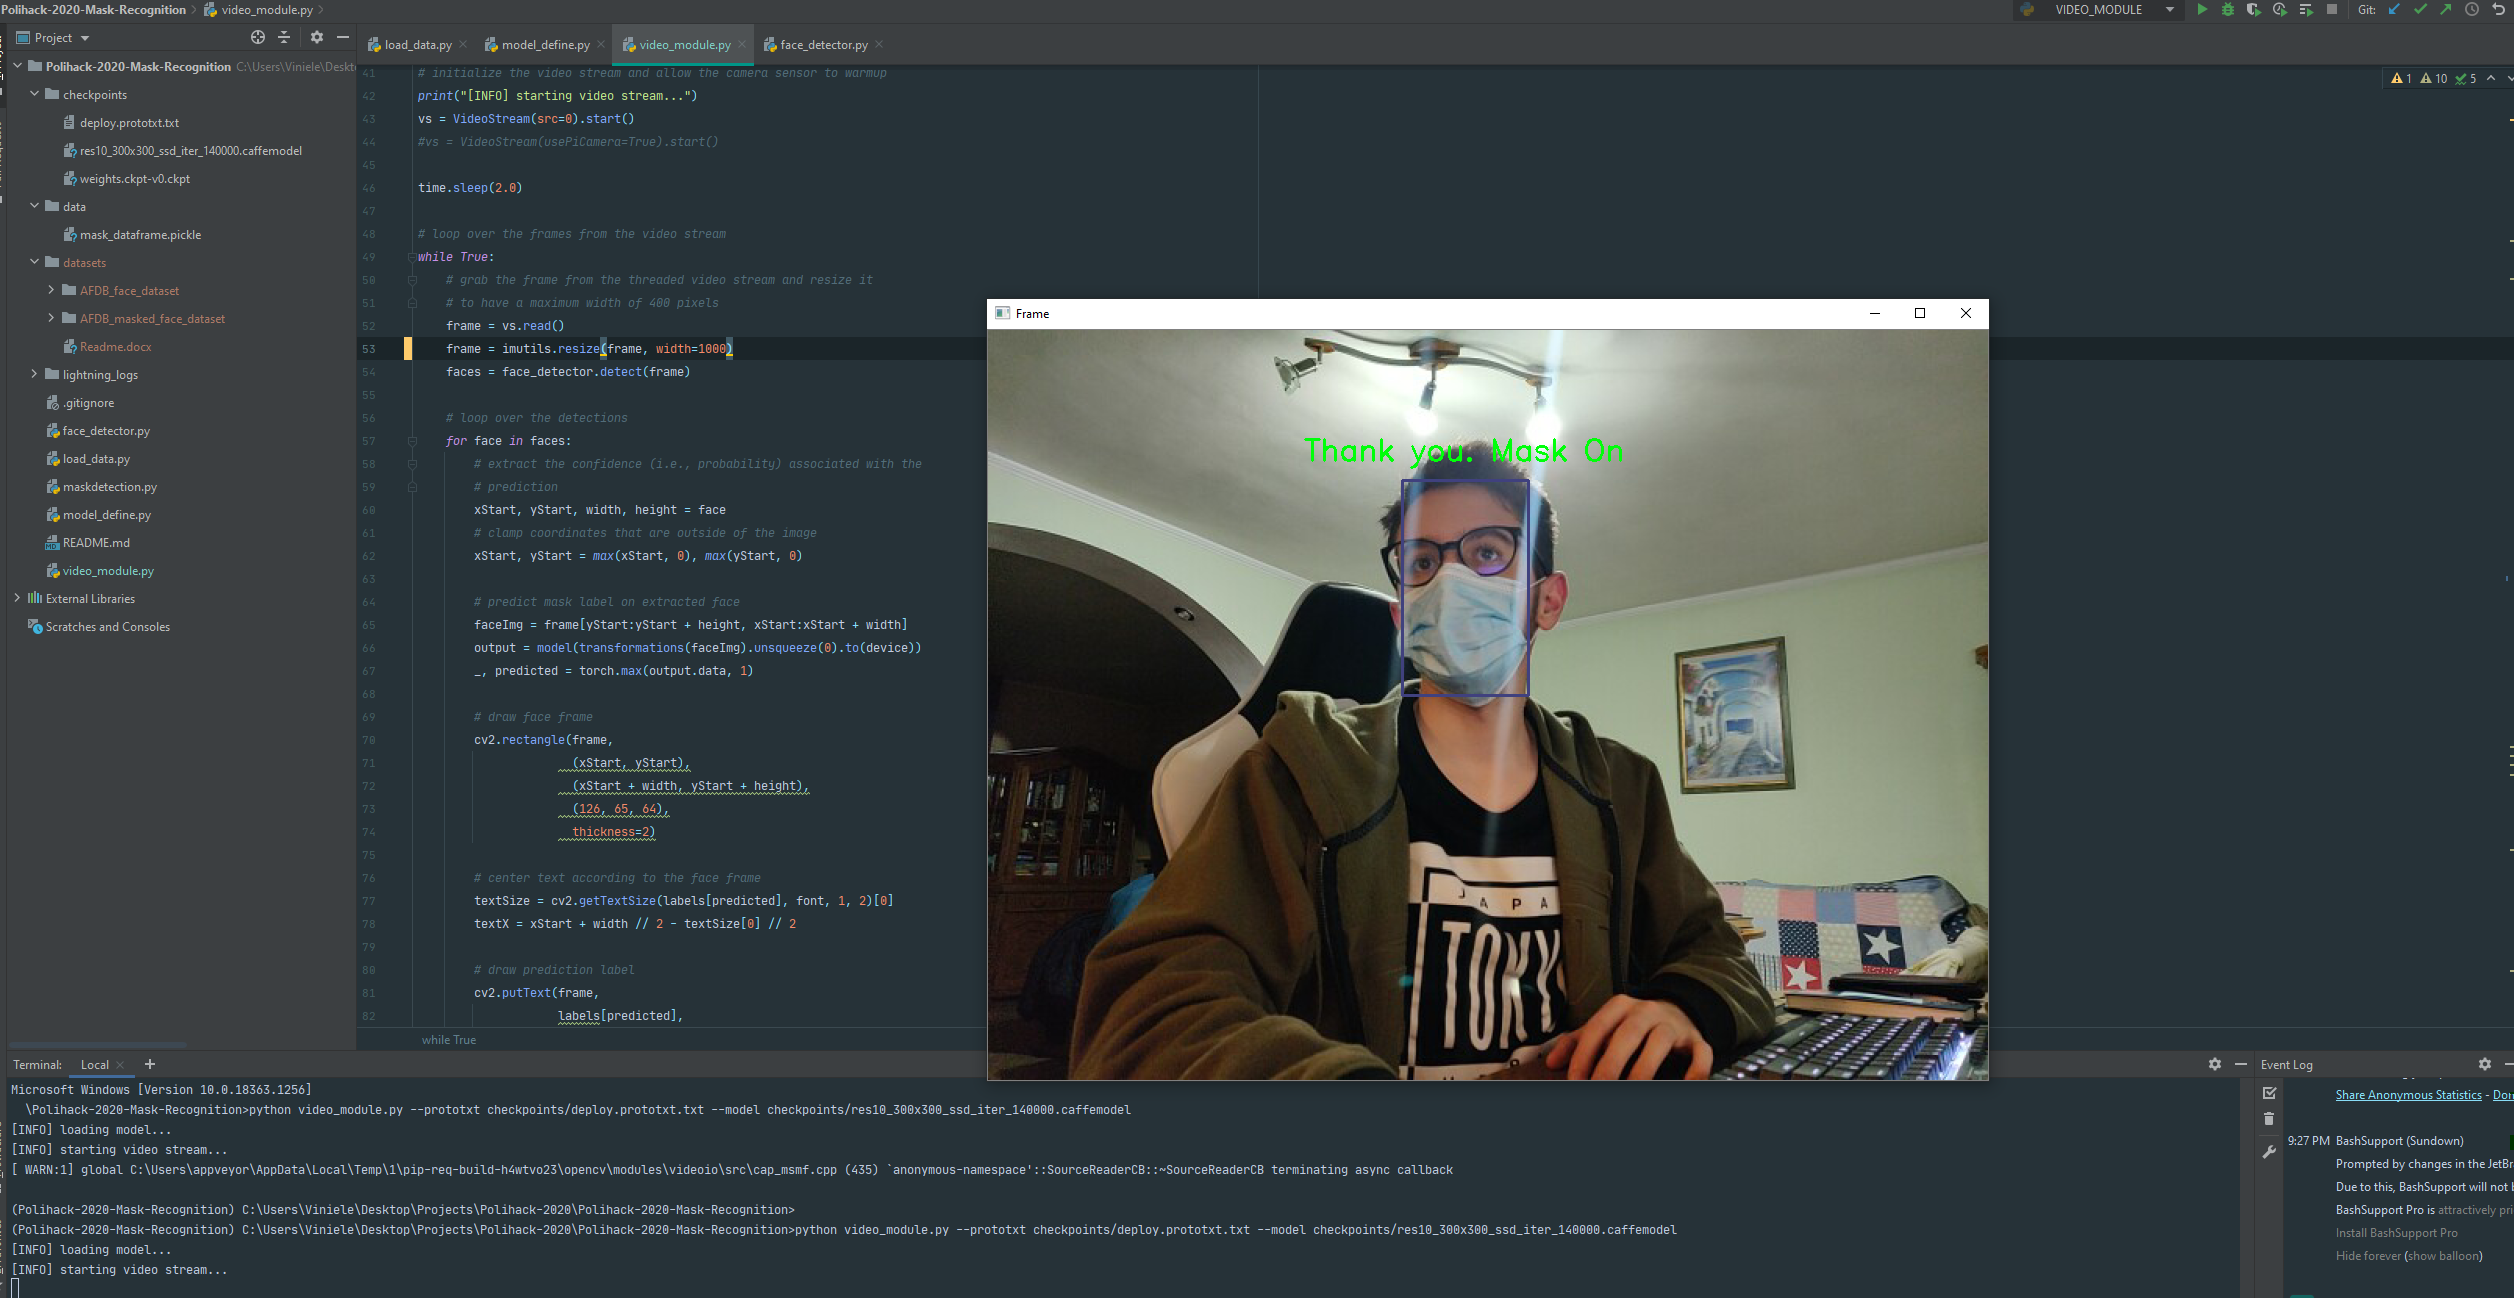 Polihack-2020-Mask-Recognition
video_module.py
VIDEO_MODULE
Git:
Project
load_data.py
model_define.py
video_module.py
face_detector.py
Polihack-2020-Mask-Recognition C:\Users\Viniele\Deskto
checkpoints
deploy.prototxt.txt
res10_300x300_ssd_iter_140000.caffemodel
weights.ckpt-v0.ckpt
data
mask_dataframe.pickle
datasets
AFDB_face_dataset
AFDB_masked_face_dataset
Readme.docx
lightning_logs
.gitignore
face_detector.py
load_data.py
maskdetection.py
model_define.py
README.md
video_module.py
External Libraries
Scratches and Consoles
1 10 5
41 # initialize the video stream and allow the camera sensor to warmup
42 print("[INFO] starting video stream...")
43 vs = VideoStream(src=0).start()
44 #vs = VideoStream(usePiCamera=True).start()
45
46 time.sleep(2.0)
47
48 # loop over the frames from the video stream
49 while True:
50 # grab the frame from the threaded video stream and resize it
51 # to have a maximum width of 400 pixels
52 frame = vs.read()
53 frame = imutils.resize(frame, width=1000)
54 faces = face_detector.detect(frame)
55
56 # loop over the detections
57 for face in faces:
58 # extract the confidence (i.e., probability) associated with the
59 # prediction
60 xStart, yStart, width, height = face
61 # clamp coordinates that are outside of the image
62 xStart, yStart = max(xStart, 0), max(yStart, 0)
63
64 # predict mask label on extracted face
65 faceImg = frame[yStart:yStart + height, xStart:xStart + width]
66 output = model(transformations(faceImg).unsqueeze(0).to(device))
67 _, predicted = torch.max(output.data, 1)
68
69 # draw face frame
70 cv2.rectangle(frame,
71 (xStart, yStart),
72 (xStart + width, yStart + height),
73 (126, 65, 64),
74 thickness=2)
75
76 # center text according to the face frame
77 textSize = cv2.getTextSize(labels[predicted], font, 1, 2)[0]
78 textX = xStart + width // 2 - textSize[0] // 2
79
80 # draw prediction label
81 cv2.putText(frame,
82 labels[predicted],
while True
Frame
Thank you. Mask On
JAPA
TOKY
Terminal: Local +
Microsoft Windows [Version 10.0.18363.1256]
\Polihack-2020-Mask-Recognition>python video_module.py --prototxt checkpoints/deploy.prototxt.txt --model checkpoints/res10_300x300_ssd_iter_140000.caffemodel
[INFO] loading model...
[INFO] starting video stream...
[ WARN:1] global C:\Users\appveyor\AppData\Local\Temp\1\pip-req-build-h4wtvo23\opencv\modules\videoio\src\cap_msmf.cpp (435) `anonymous-namespace'::SourceReaderCB::~SourceReaderCB terminating async callback
(Polihack-2020-Mask-Recognition) C:\Users\Viniele\Desktop\Projects\Polihack-2020\Polihack-2020-Mask-Recognition>
(Polihack-2020-Mask-Recognition) C:\Users\Viniele\Desktop\Projects\Polihack-2020\Polihack-2020-Mask-Recognition>python video_module.py --prototxt checkpoints/deploy.prototxt.txt --model checkpoints/res10_300x300_ssd_iter_140000.caffemodel
[INFO] loading model...
[INFO] starting video stream...
Event Log
Share Anonymous Statistics - Don
9:27 PM BashSupport (Sundown)
Prompted by changes in the JetBr
Due to this, BashSupport will not b
BashSupport Pro is attractively pri
Install BashSupport Pro
Hide forever (show balloon)